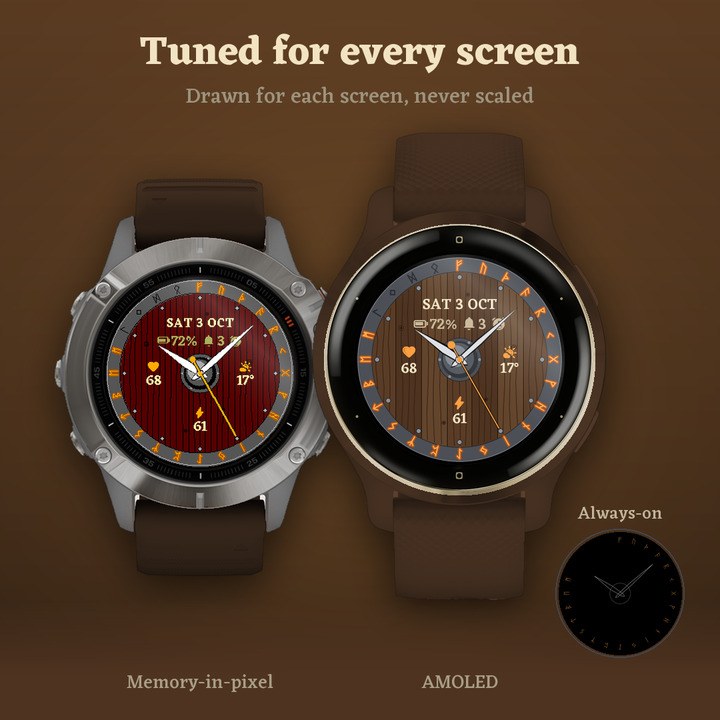 Tuned for every screen
Drawn for each screen, never scaled
SAT 3 OCT
72% 3
68
17°
61
SAT 3 OCT
72% 3
68
17°
61
Always-on
Memory-in-pixel
AMOLED